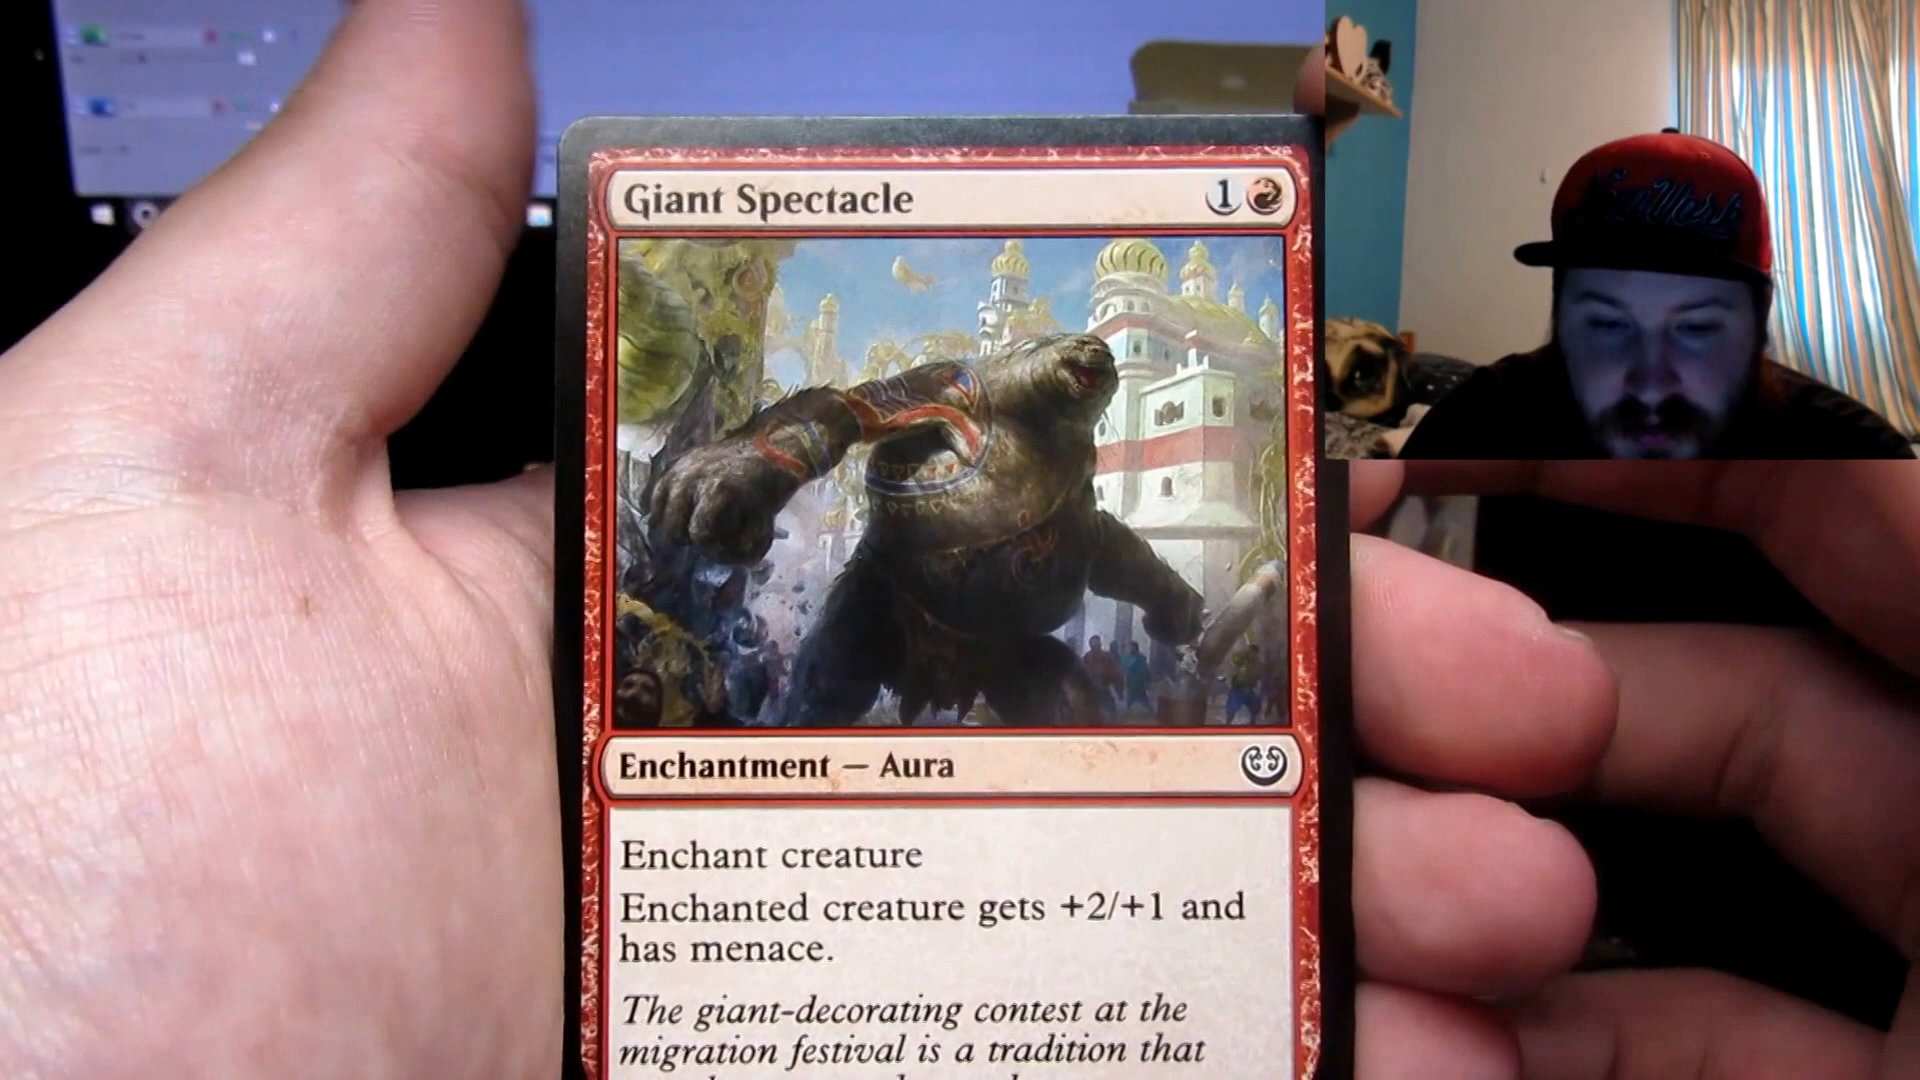 Giant Spectacle 1
Enchantment — Aura
Enchant creature
Enchanted creature gets +2/+1 and
has menace.
The giant-decorating contest at the
migration festival is a tradition that